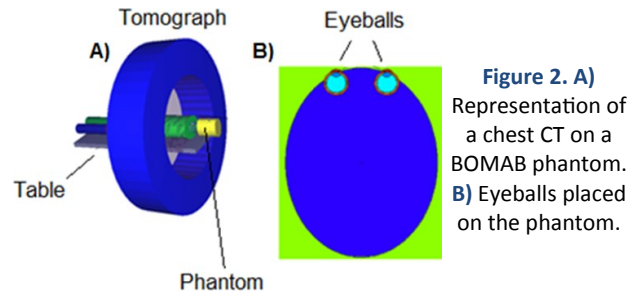 Tomograph
Eyeballs
A)
B)
Table
Phantom
Figure 2. A)
Representation of
a chest CT on a
BOMAB phantom.
B) Eyeballs placed
on the phantom.